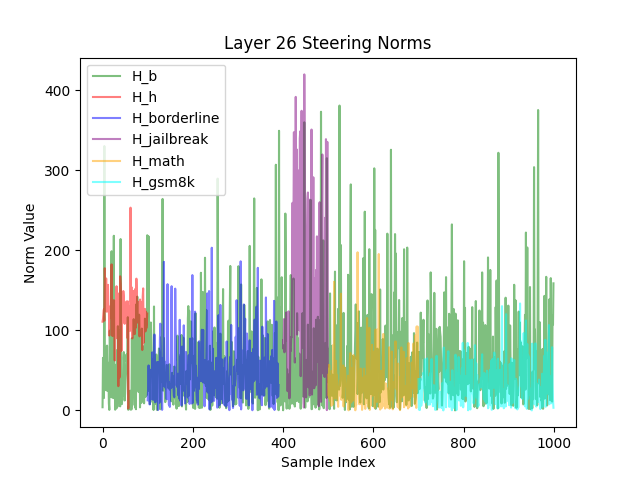 Layer 26 Steering Norms
H_b
H_h
H_borderline
H_jailbreak
H_math
H_gsm8k
Norm Value
400
300
200
100
0
0
200
400
600
800
1000
Sample Index